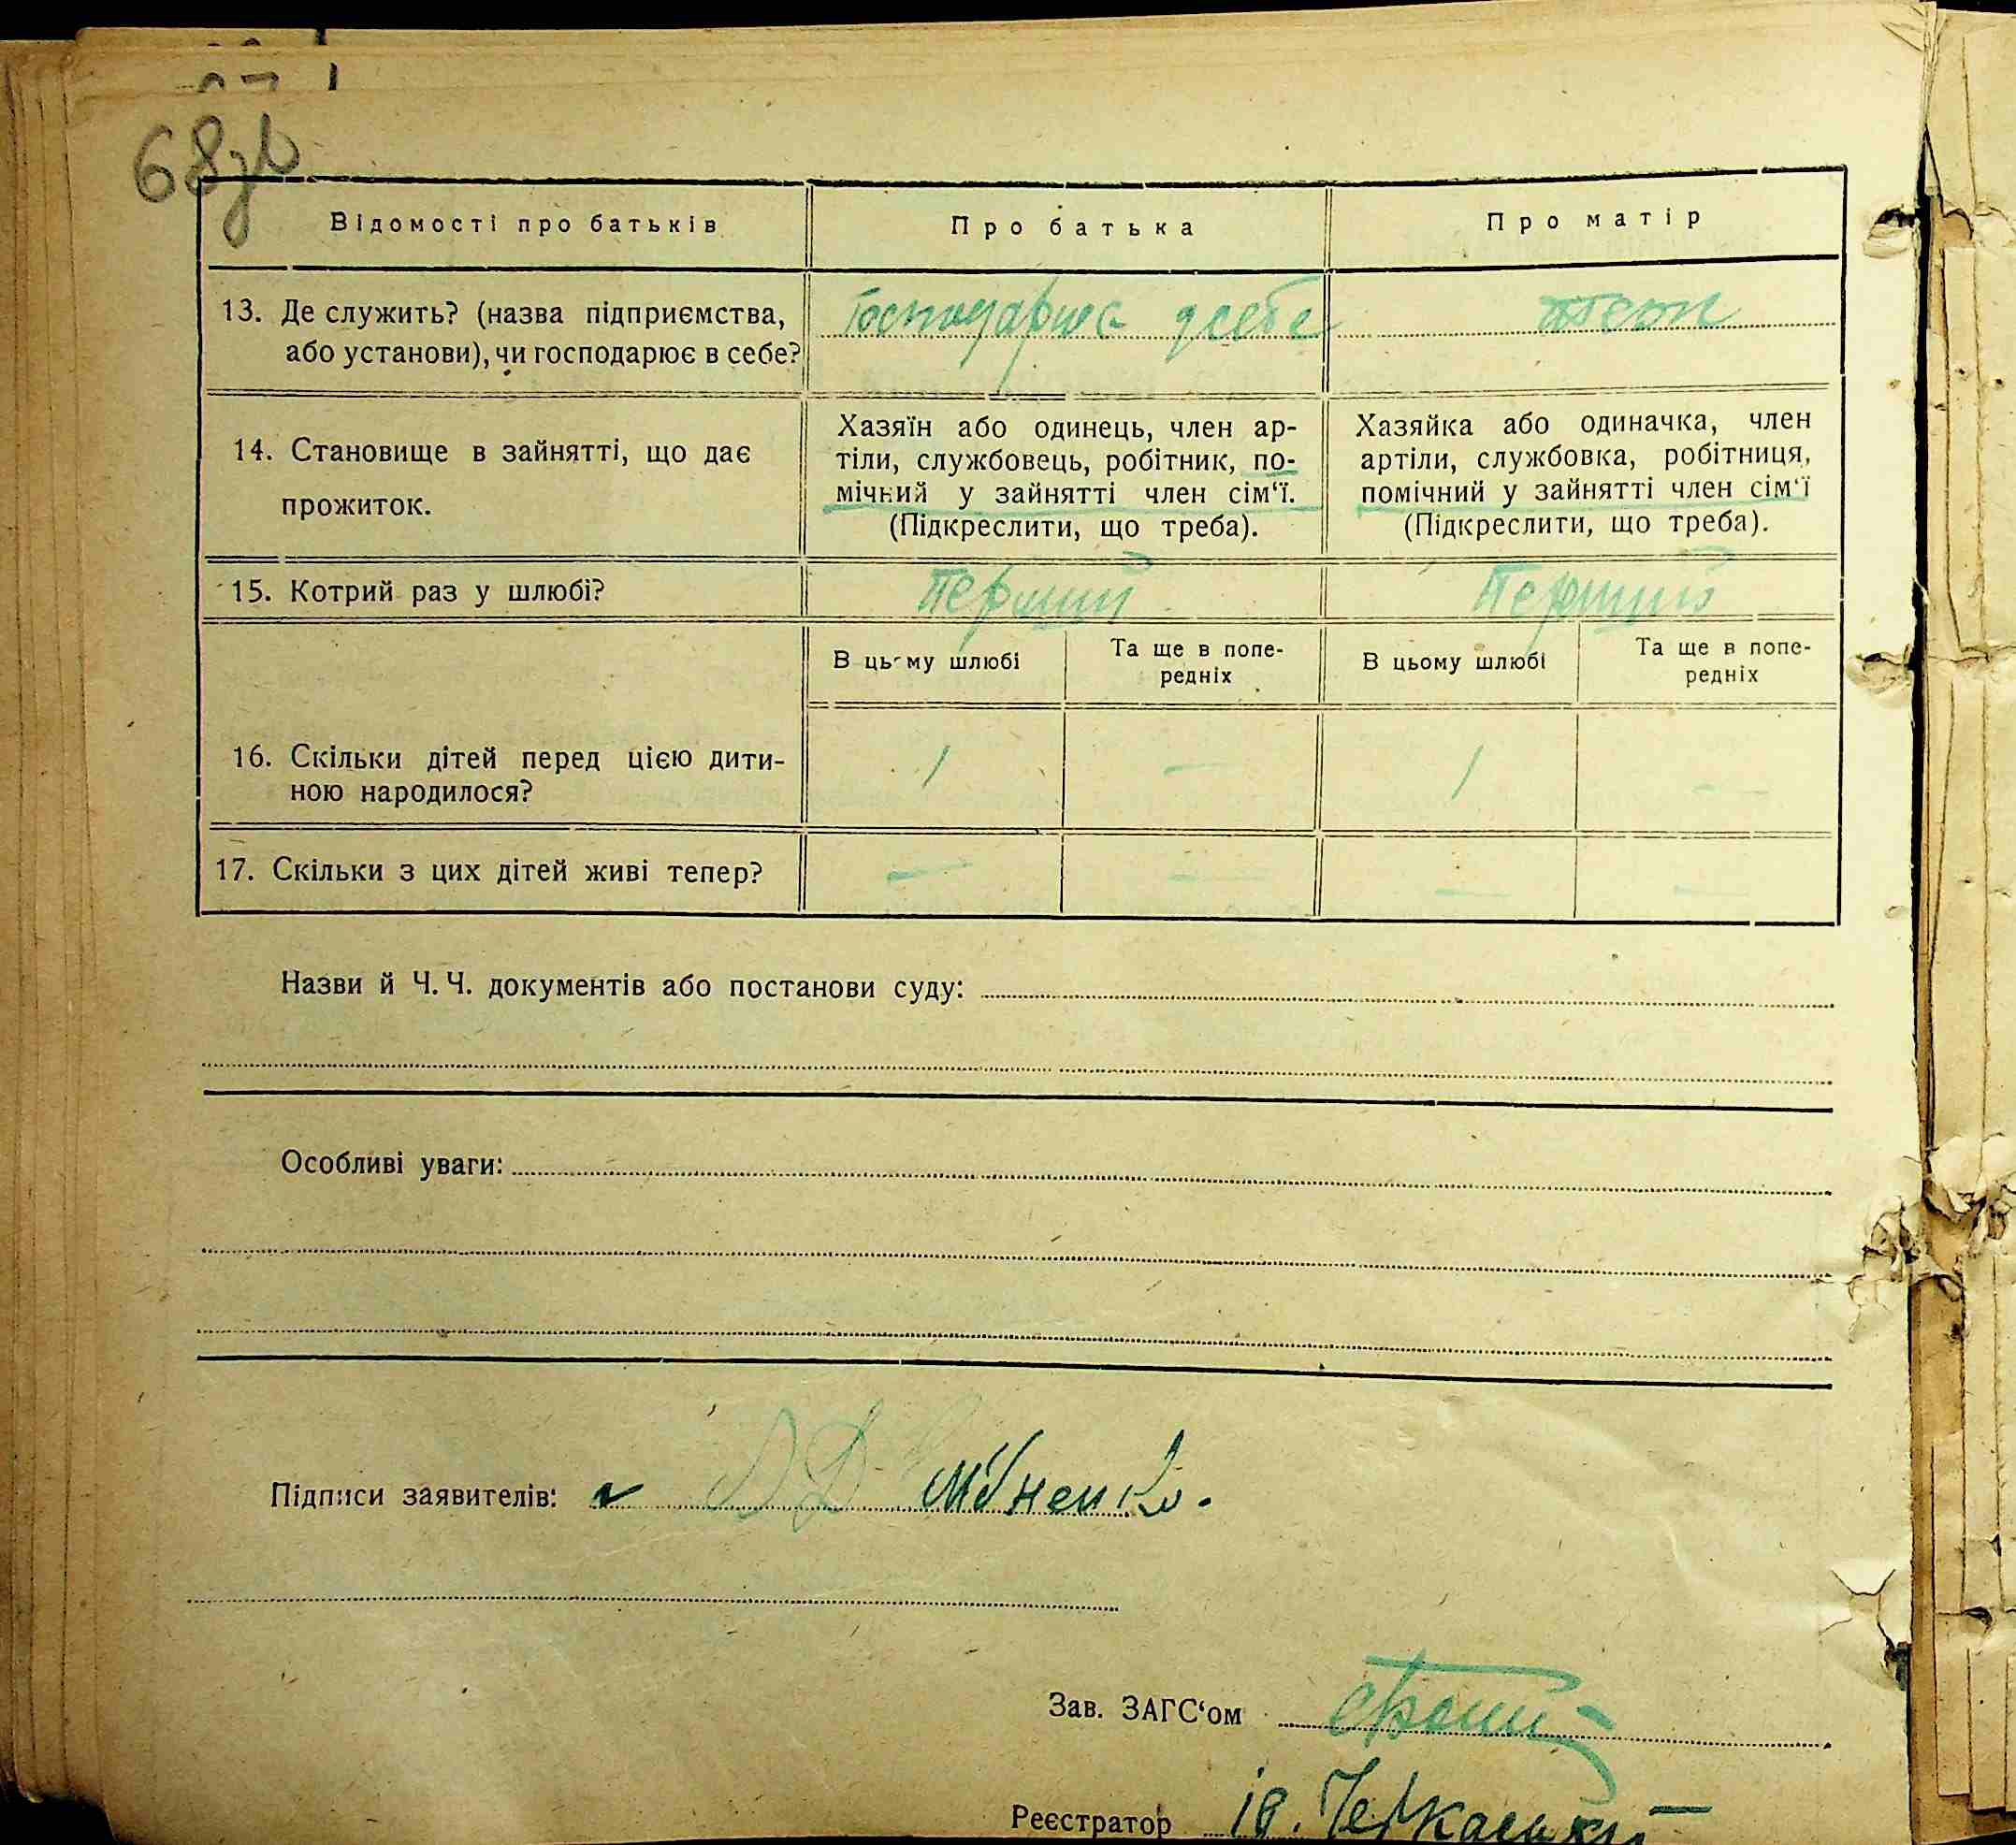 68зв
Відомості про батьків
Про батька
Про матір
13. Де служить? (назва підприємства,
або установи), чи господарює в себе?
Господарює
14. Становище в зайнятті, що дає
прожиток.
Хазяїн або одинець, член ар-
тіли, службовець, робітник, по-
мічний у зайнятті член сім'ї.
(Підкреслити, що треба).
Хазяйка або одиначка, член
артіли, службовка, робітниця,
помічний у зайнятті член сім'ї
(Підкреслити, що треба).
15. Котрий раз у шлюбі?
Перший
Перший
В цьому шлюбі
Та ще в попе-
редніх
В цьому шлюбі
Та ще в попе-
редніх
16. Скільки дітей перед цією дити-
ною народилося?
1 — 1 —
17. Скільки з цих дітей живі тепер?
— — — —
Назви й Ч. Ч. документів або постанови суду:
Особливі уваги:
Підписи заявителів:
Зав. ЗАГС'ом
Реєстратор Ів. Черкаський